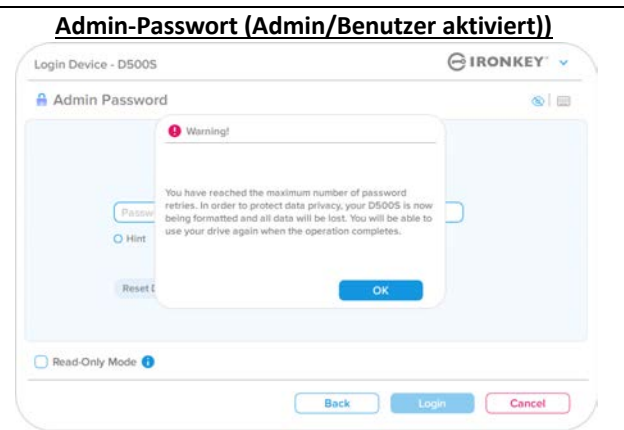 Admin-Passwort (Admin/Benutzer aktiviert))
Login Device - D500S
IRONKEY
Admin Password
Warning!
You have reached the maximum number of password
retries. In order to protect data privacy, your D500S is now
being formatted and all data will be lost. You will be able to
use your drive again when the operation completes.
Passw
Hint
Reset D
OK
Read-Only Mode
Back Login Cancel